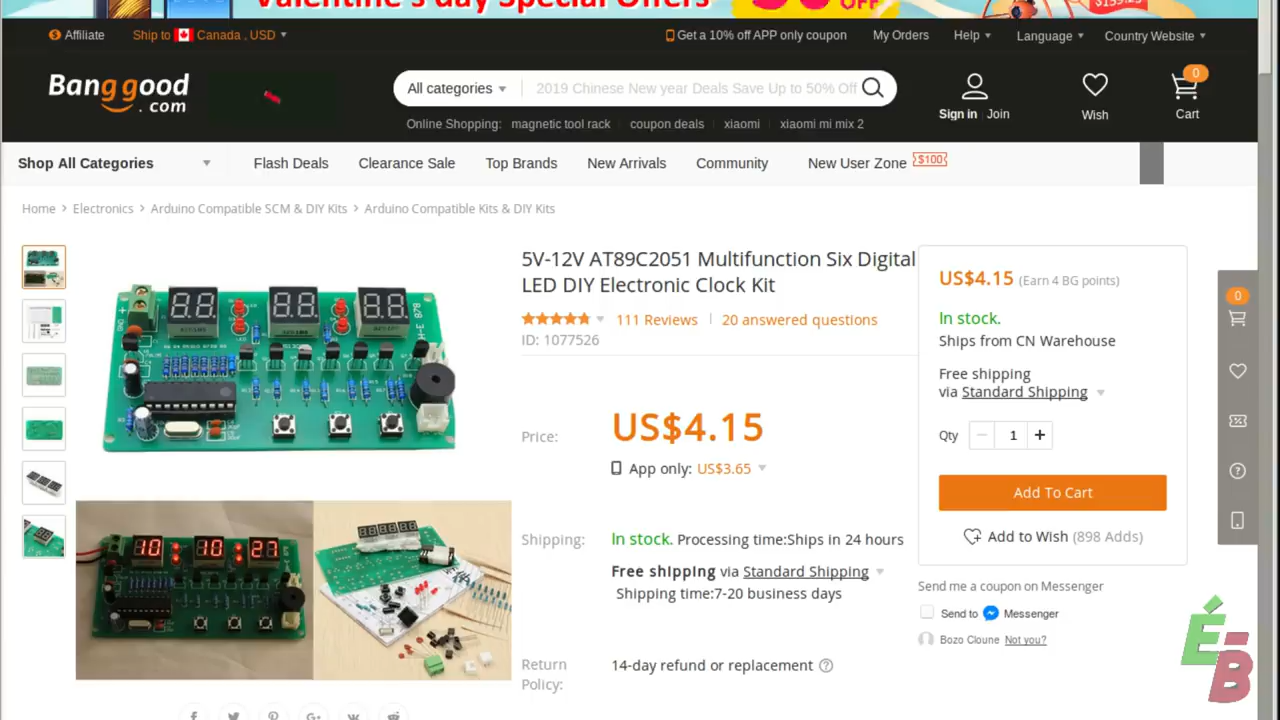 Valentine's day Special Offers
OFF
Affiliate
Ship to Canada , USD
Get a 10% off APP only coupon
My Orders
Help
Language
Country Website
Banggood
.com
All categories
2019 Chinese New year Deals Save Up to 50% Off
Sign in Join
Wish
0
Cart
Online Shopping: magnetic tool rack coupon deals xiaomi xiaomi mi mix 2
Shop All Categories
Flash Deals
Clearance Sale
Top Brands
New Arrivals
Community
New User Zone
$100
Home > Electronics > Arduino Compatible SCM & DIY Kits > Arduino Compatible Kits & DIY Kits
5V-12V AT89C2051 Multifunction Six Digital
LED DIY Electronic Clock Kit
111 Reviews
20 answered questions
ID: 1077526
Price:
US$4.15
App only: US$3.65
Shipping:
In stock. Processing time:Ships in 24 hours
Free shipping via Standard Shipping
Shipping time:7-20 business days
Return
Policy:
14-day refund or replacement
US$4.15 (Earn 4 BG points)
In stock.
Ships from CN Warehouse
Free shipping
via Standard Shipping
Qty
1
Add To Cart
Add to Wish (898 Adds)
Send me a coupon on Messenger
Send to Messenger
Bozo Cloune Not you?
0
10 10 27
ÉB